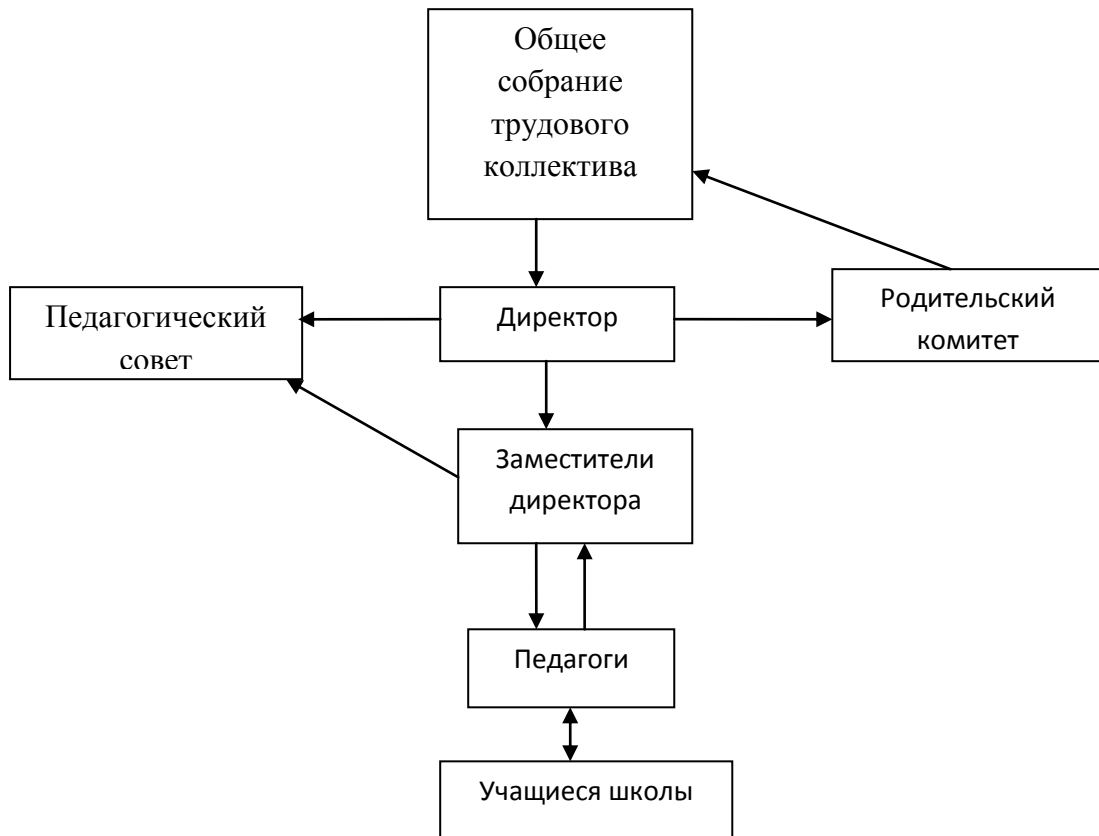 Общее
собрание
трудового
коллектива
Педагогический
совет
Директор
Родительский
комитет
Заместители
директора
Педагоги
Учащиеся школы